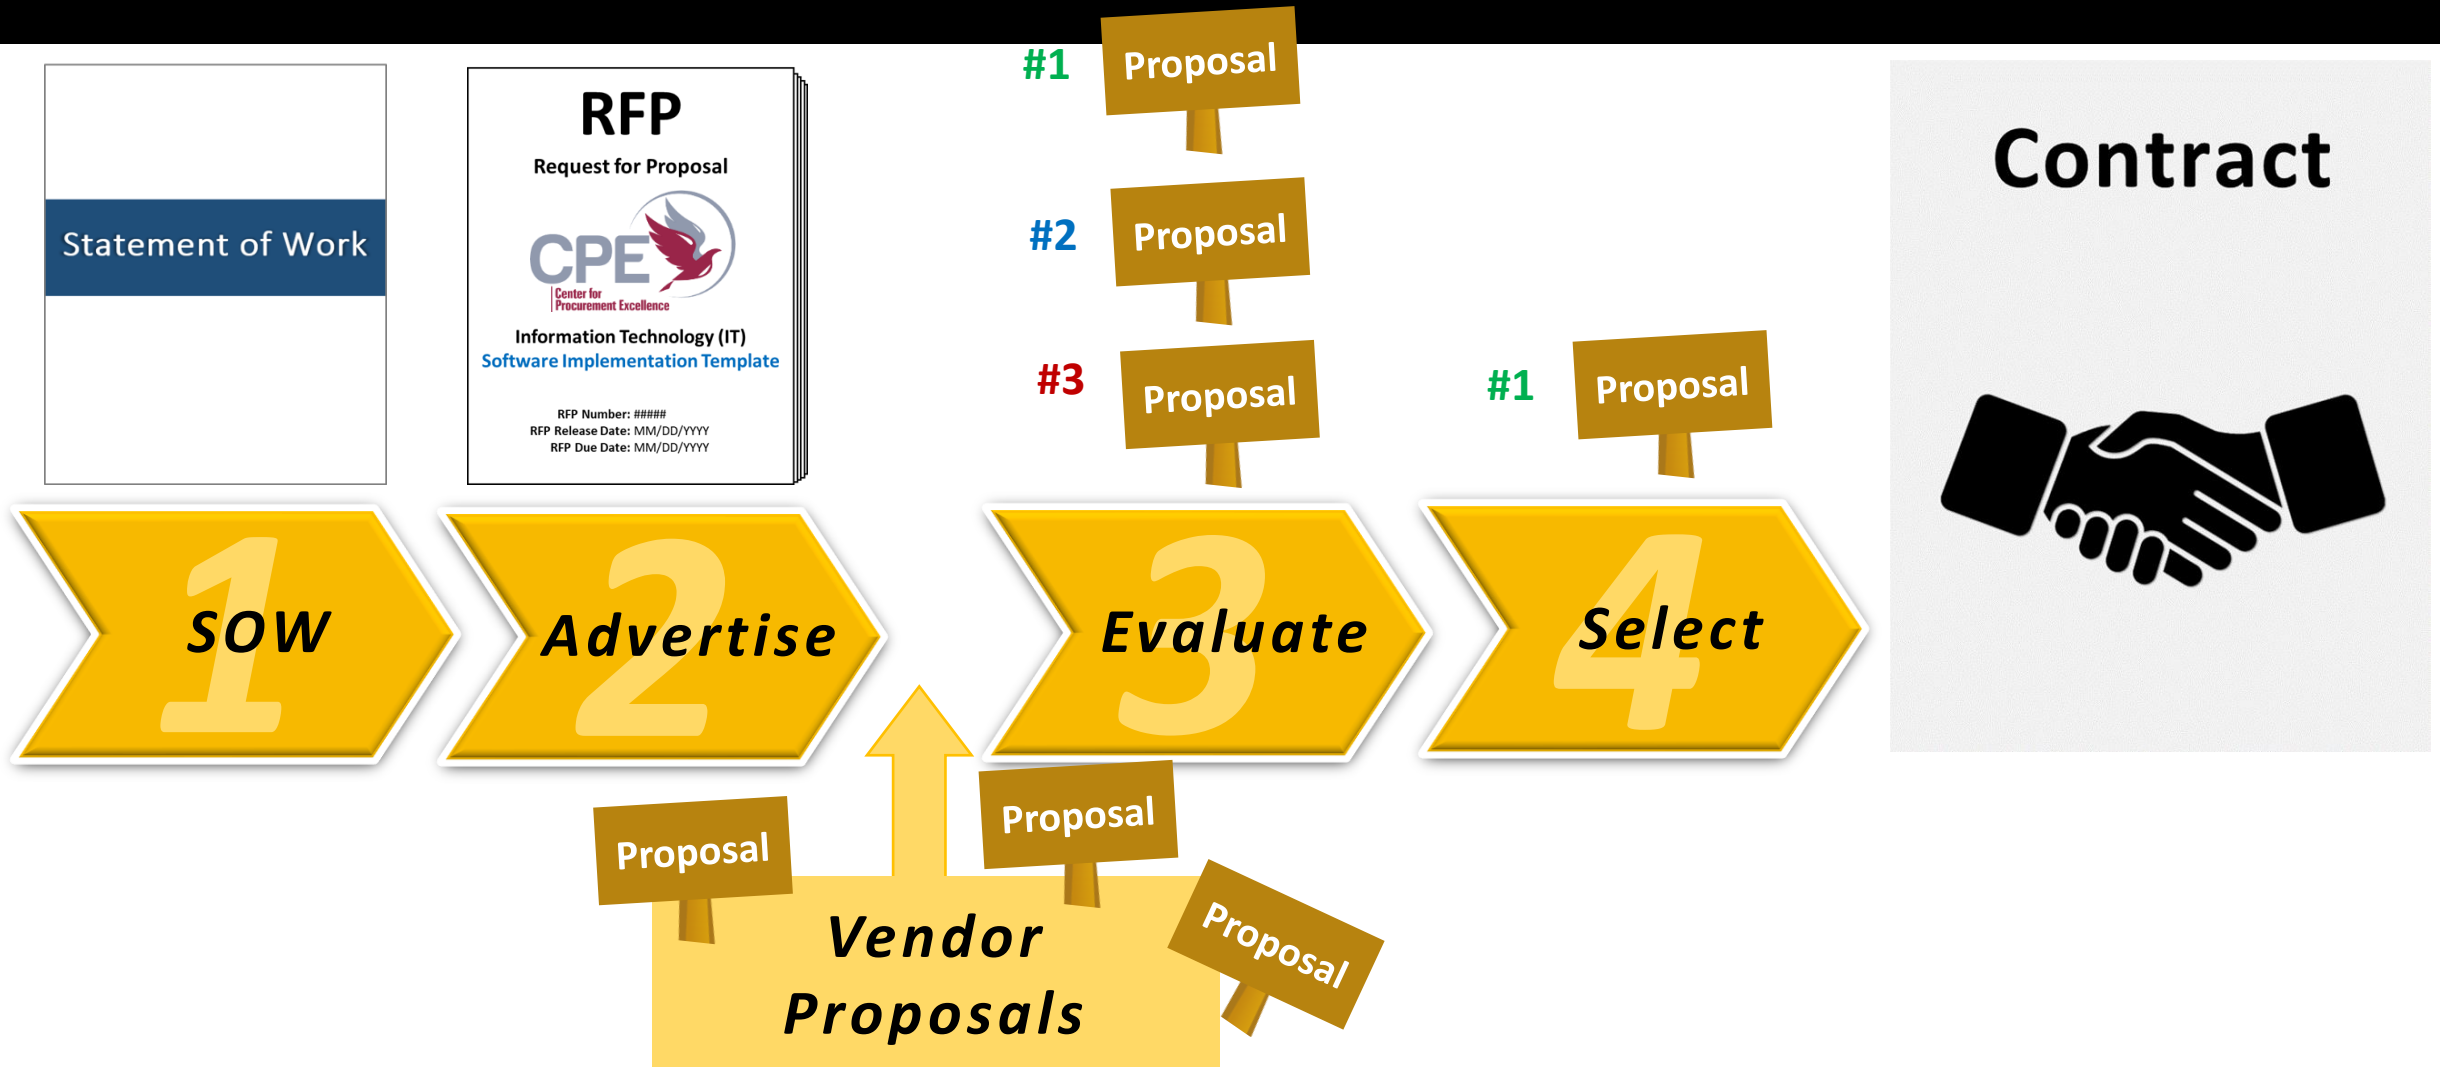 Statement of Work
RFP
Request for Proposal
CPE
Center for
Procurement Excellence
Information Technology (IT)
Software Implementation Template
RFP Number: #####
RFP Release Date: MM/DD/YYYY
RFP Due Date: MM/DD/YYYY
#1
Proposal
#2
Proposal
#3
Proposal
#1
Proposal
Contract
1
SOW
2
Advertise
3
Evaluate
4
Select
Proposal
Proposal
Proposal
Vendor
Proposals